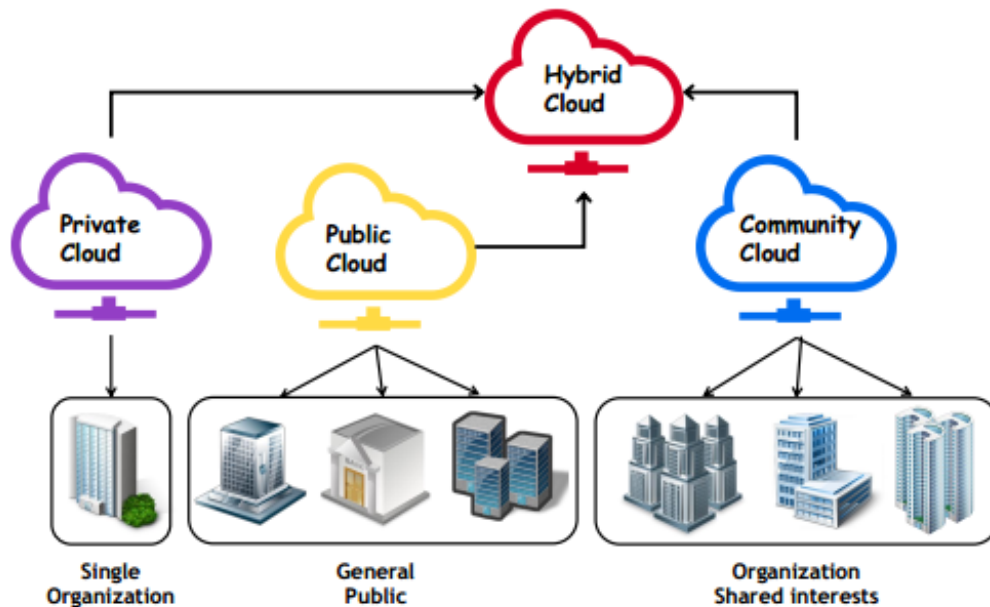 Hybrid
Cloud
Private
Cloud
Public
Cloud
Community
Cloud
Single
Organization
General
Public
Organization
Shared interests